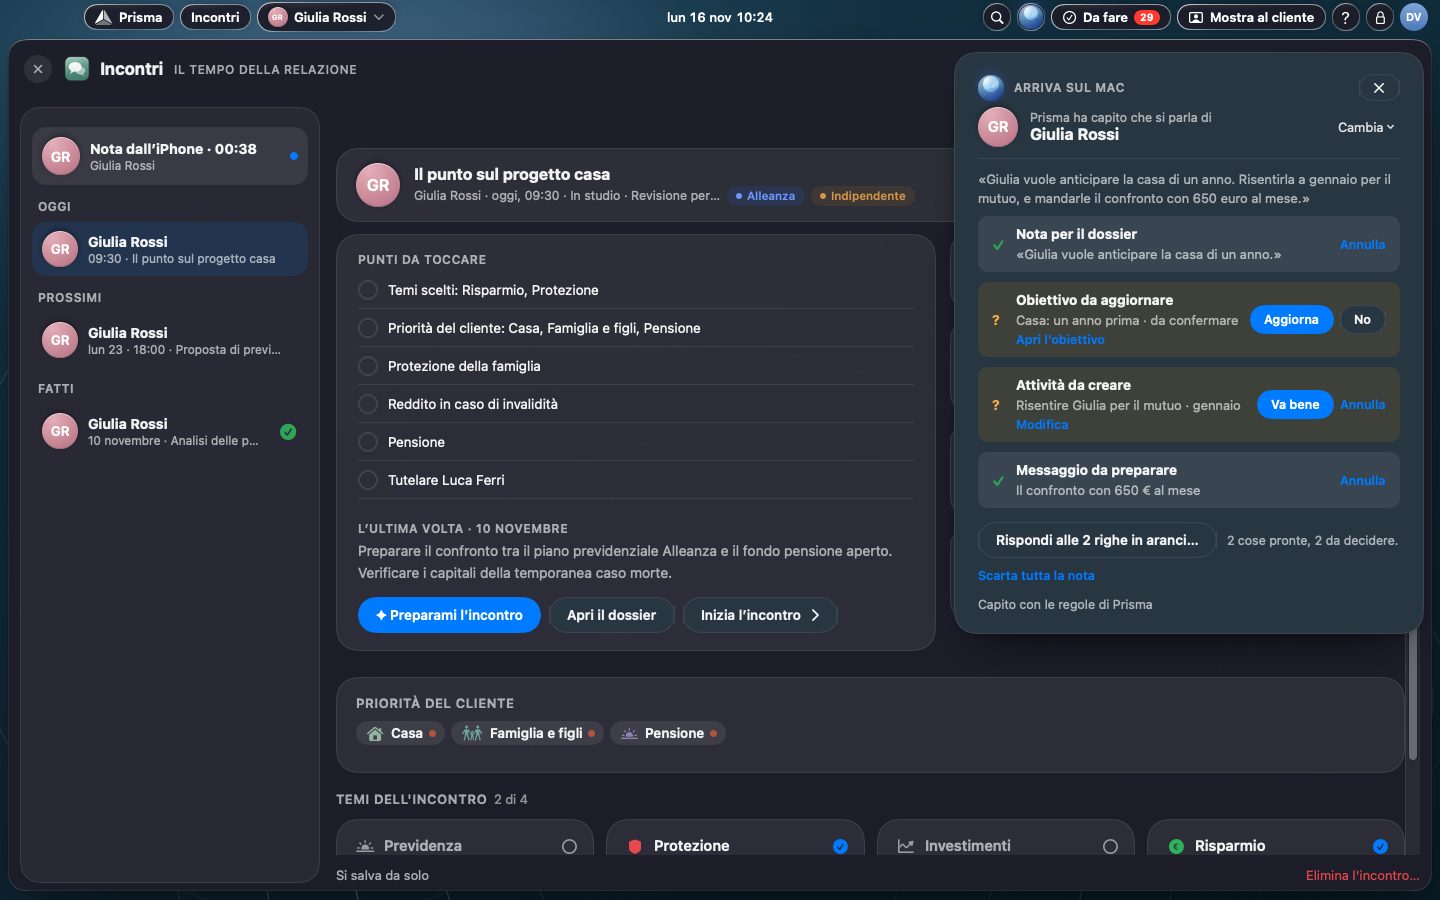 Prisma
Incontri
GR Giulia Rossi
lun 16 nov 10:24
Da fare 29
Mostra al cliente
?
DV
Incontri IL TEMPO DELLA RELAZIONE
GR
Nota dall’iPhone · 00:38
Giulia Rossi
OGGI
GR
Giulia Rossi
09:30 · Il punto sul progetto casa
PROSSIMI
GR
Giulia Rossi
lun 23 · 18:00 · Proposta di previ...
FATTI
GR
Giulia Rossi
10 novembre · Analisi delle p...
GR
Il punto sul progetto casa
Giulia Rossi · oggi, 09:30 · In studio · Revisione per... Alleanza Indipendente
PUNTI DA TOCCARE
Temi scelti: Risparmio, Protezione
Priorità del cliente: Casa, Famiglia e figli, Pensione
Protezione della famiglia
Reddito in caso di invalidità
Pensione
Tutelare Luca Ferri
L’ULTIMA VOLTA · 10 NOVEMBRE
Preparare il confronto tra il piano previdenziale Alleanza e il fondo pensione aperto.
Verificare i capitali della temporanea caso morte.
Preparami l'incontro
Apri il dossier
Inizia l’incontro
PRIORITÀ DEL CLIENTE
Casa
Famiglia e figli
Pensione
TEMI DELL'INCONTRO 2 di 4
Previdenza
Protezione
Investimenti
€ Risparmio
Si salva da solo
Elimina l'incontro...
ARRIVA SUL MAC
GR
Prisma ha capito che si parla di
Giulia Rossi
Cambia
«Giulia vuole anticipare la casa di un anno. Risentirla a gennaio per il
mutuo, e mandarle il confronto con 650 euro al mese.»
Nota per il dossier
«Giulia vuole anticipare la casa di un anno.»
Annulla
?
Obiettivo da aggiornare
Casa: un anno prima · da confermare
Apri l'obiettivo
Aggiorna
No
?
Attività da creare
Risentire Giulia per il mutuo · gennaio
Modifica
Va bene
Annulla
Messaggio da preparare
Il confronto con 650 € al mese
Annulla
Rispondi alle 2 righe in aranci...
2 cose pronte, 2 da decidere.
Scarta tutta la nota
Capito con le regole di Prisma